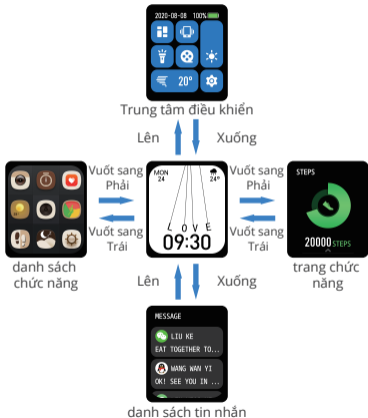 2020-08-08 100%
20°
Trung tâm điều khiển
Lên Xuống
Vuốt sang
Phải
Vuốt sang
Trái
danh sách
chức năng
MON
24
24°
L O V E
09:30
Vuốt sang
Phải
Vuốt sang
Trái
STEPS
20000 STEPS
trang chức
năng
Lên Xuống
MESSAGE
LIU KE
EAT TOGETHER TO...
WANG WAN YI
OK! SEE YOU IN ...
danh sách tin nhắn